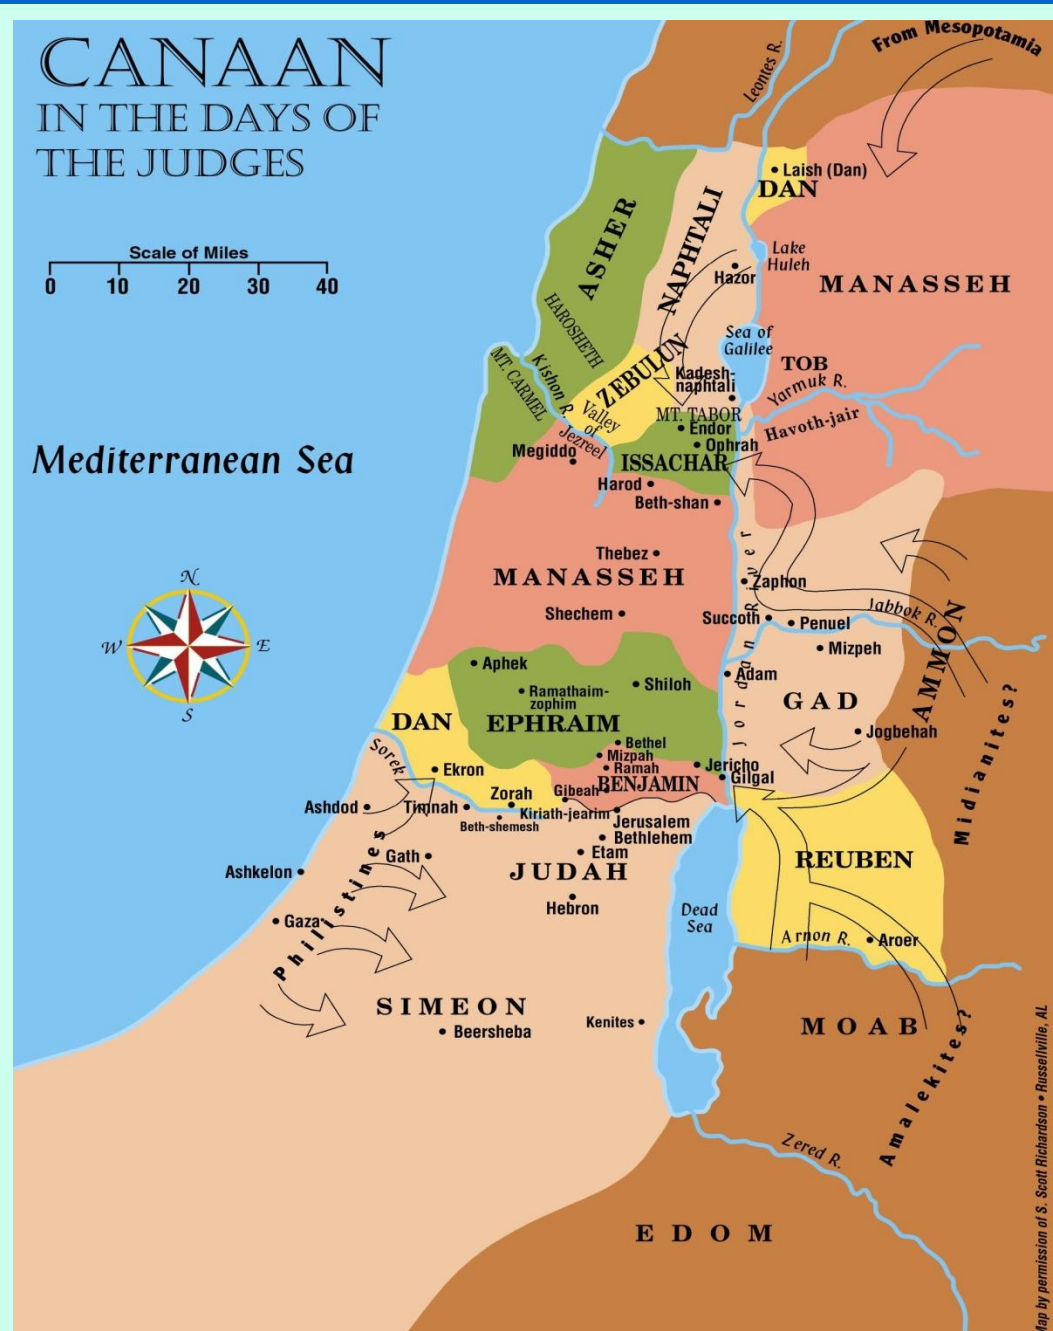 CANAAN
IN THE DAYS OF
THE JUDGES
Scale of Miles
0 10 20 30 40
From Mesopotamia
Leontes R.
Laish (Dan)
DAN
ASHER
NAPHTALI
Lake
Huleh
Hazor
MANASSEH
HAROSHETH
Sea of
Galilee
MT. CARMEL
Kishon R.
ZEBULUN
TOB
Kadesh-
naphtali
Yarmuk R.
Valley
of
Jezreel
MT. TABOR
Endor
Havoth-jair
Ophrah
Mediterranean Sea
Megiddo
ISSACHAR
Harod
Beth-shan
Jordan River
Thebez
MANASSEH
Zaphon
N
W
E
S
Shechem
Succoth
Penuel
Jabbok R.
Mizpeh
AMMON
Aphek
Shiloh
Adam
Ramathaim-
zophim
GAD
DAN
EPHRAIM
Jogbehah
Midianites?
Sorek
Bethel
Mizpah
Ramah
Jericho
Ekron
BENJAMIN
Gilgal
Gibeah
Ashdod
Timnah
Zorah
Kiriath-jearim
Beth-shemesh
Jerusalem
Bethlehem
Gath
Etam
REUBEN
Ashkelon
JUDAH
Philistines
Hebron
Gaza
Dead
Sea
Arnon R.
Aroer
SIMEON
Beersheba
Kenites
MOAB
Amalekites?
Zered R.
EDOM
Map by permission of S. Scott Richardson • Russellville, AL